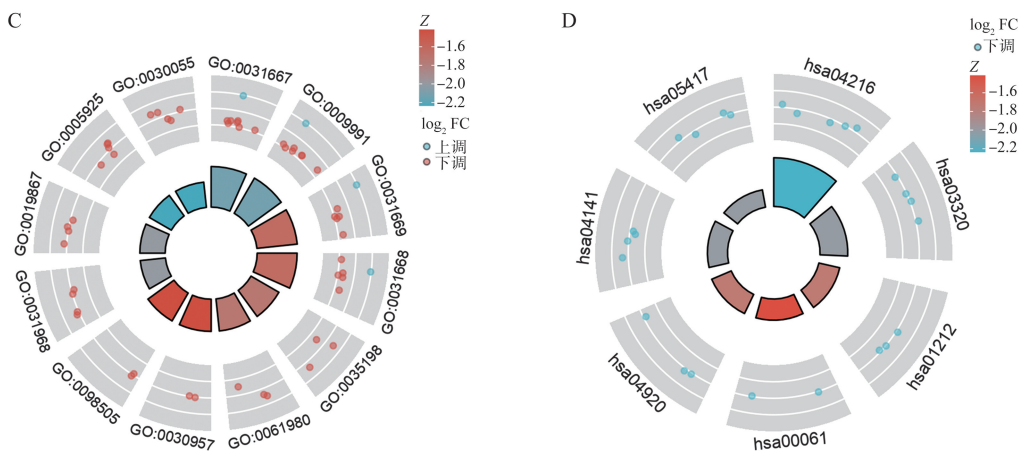 C
Z
−1.6
−1.8
−2.0
−2.2
log₂ FC
上调
下调
GO:0031667
GO:0009991
GO:0031669
GO:0031668
GO:0035198
GO:0061980
GO:0030957
GO:0098505
GO:0031968
GO:0019867
GO:0005925
GO:0030055
D
log₂ FC
下调
Z
−1.6
−1.8
−2.0
−2.2
hsa04216
hsa03320
hsa01212
hsa00061
hsa04920
hsa04141
hsa05417